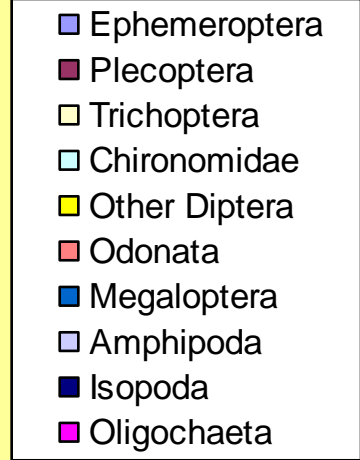 Ephemeroptera
Plecoptera
Trichoptera
Chironomidae
Other Diptera
Odonata
Megaloptera
Amphipoda
Isopoda
Oligochaeta